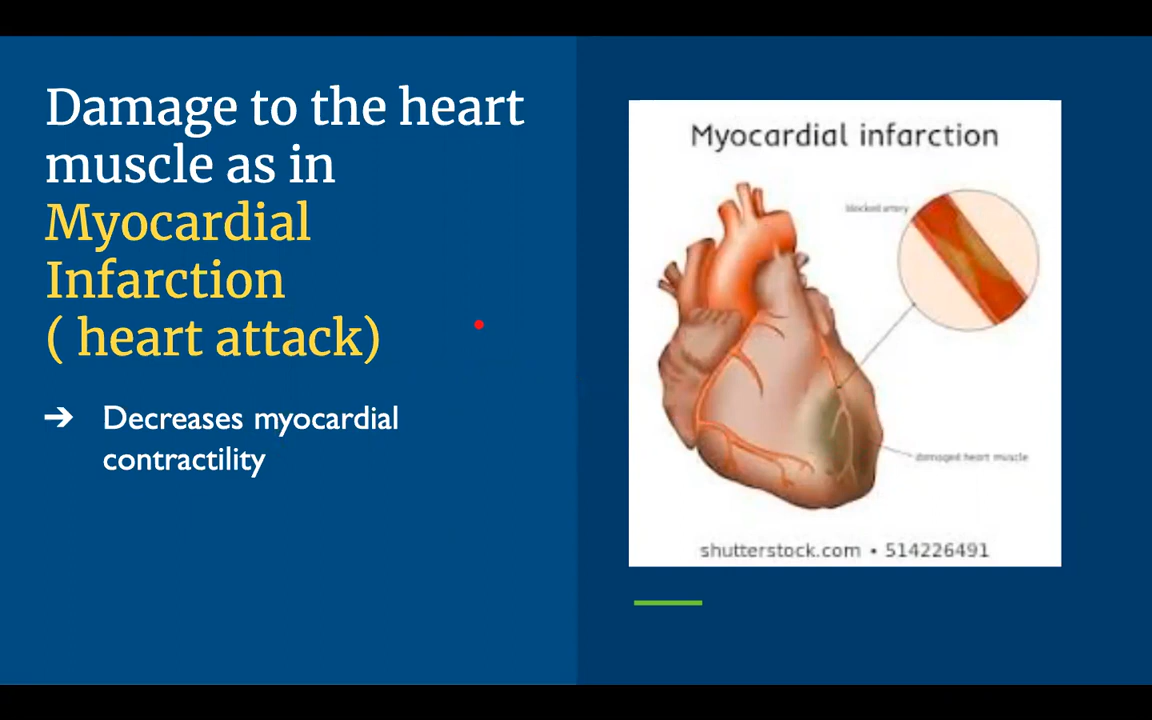 Damage to the heart
muscle as in
Myocardial
Infarction
( heart attack)
➔ Decreases myocardial
contractility
Myocardial infarction
blocked artery
damaged heart muscle
shutterstock.com • 514226491